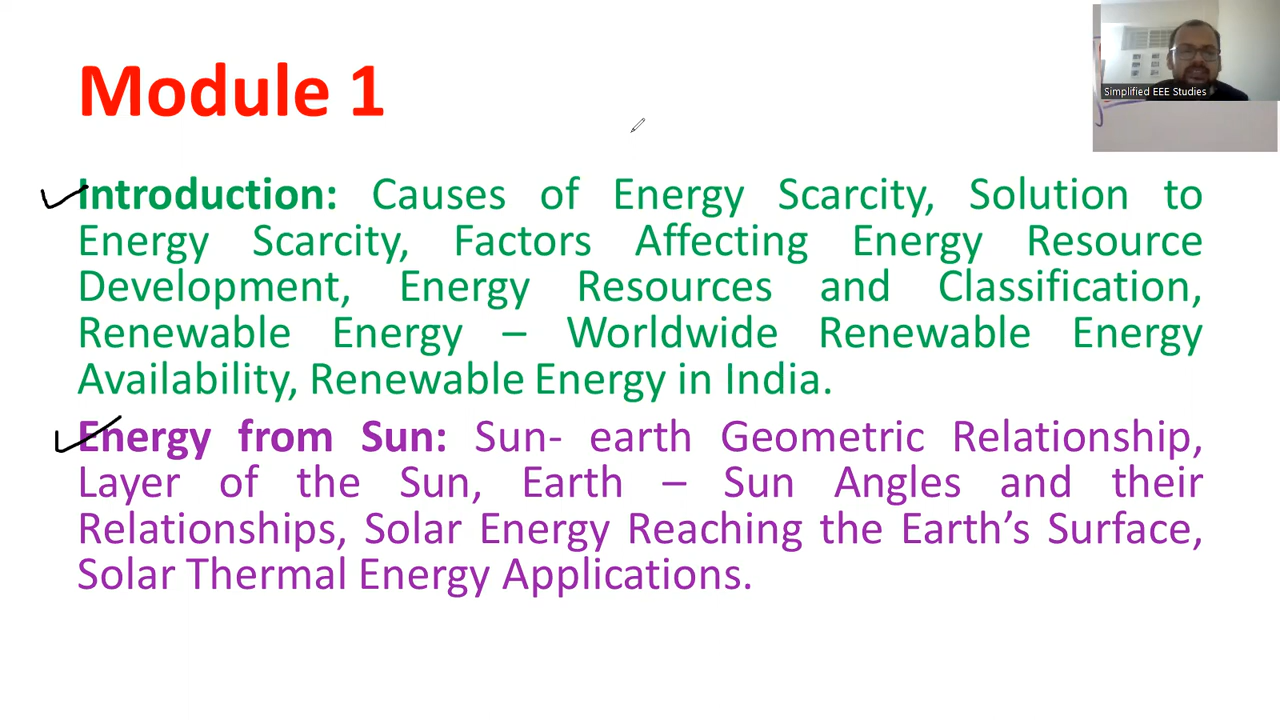 Module 1
Simplified EEE Studies
Introduction: Causes of Energy Scarcity, Solution to
Energy Scarcity, Factors Affecting Energy Resource
Development, Energy Resources and Classification,
Renewable Energy – Worldwide Renewable Energy
Availability, Renewable Energy in India.
Energy from Sun: Sun- earth Geometric Relationship,
Layer of the Sun, Earth – Sun Angles and their
Relationships, Solar Energy Reaching the Earth’s Surface,
Solar Thermal Energy Applications.